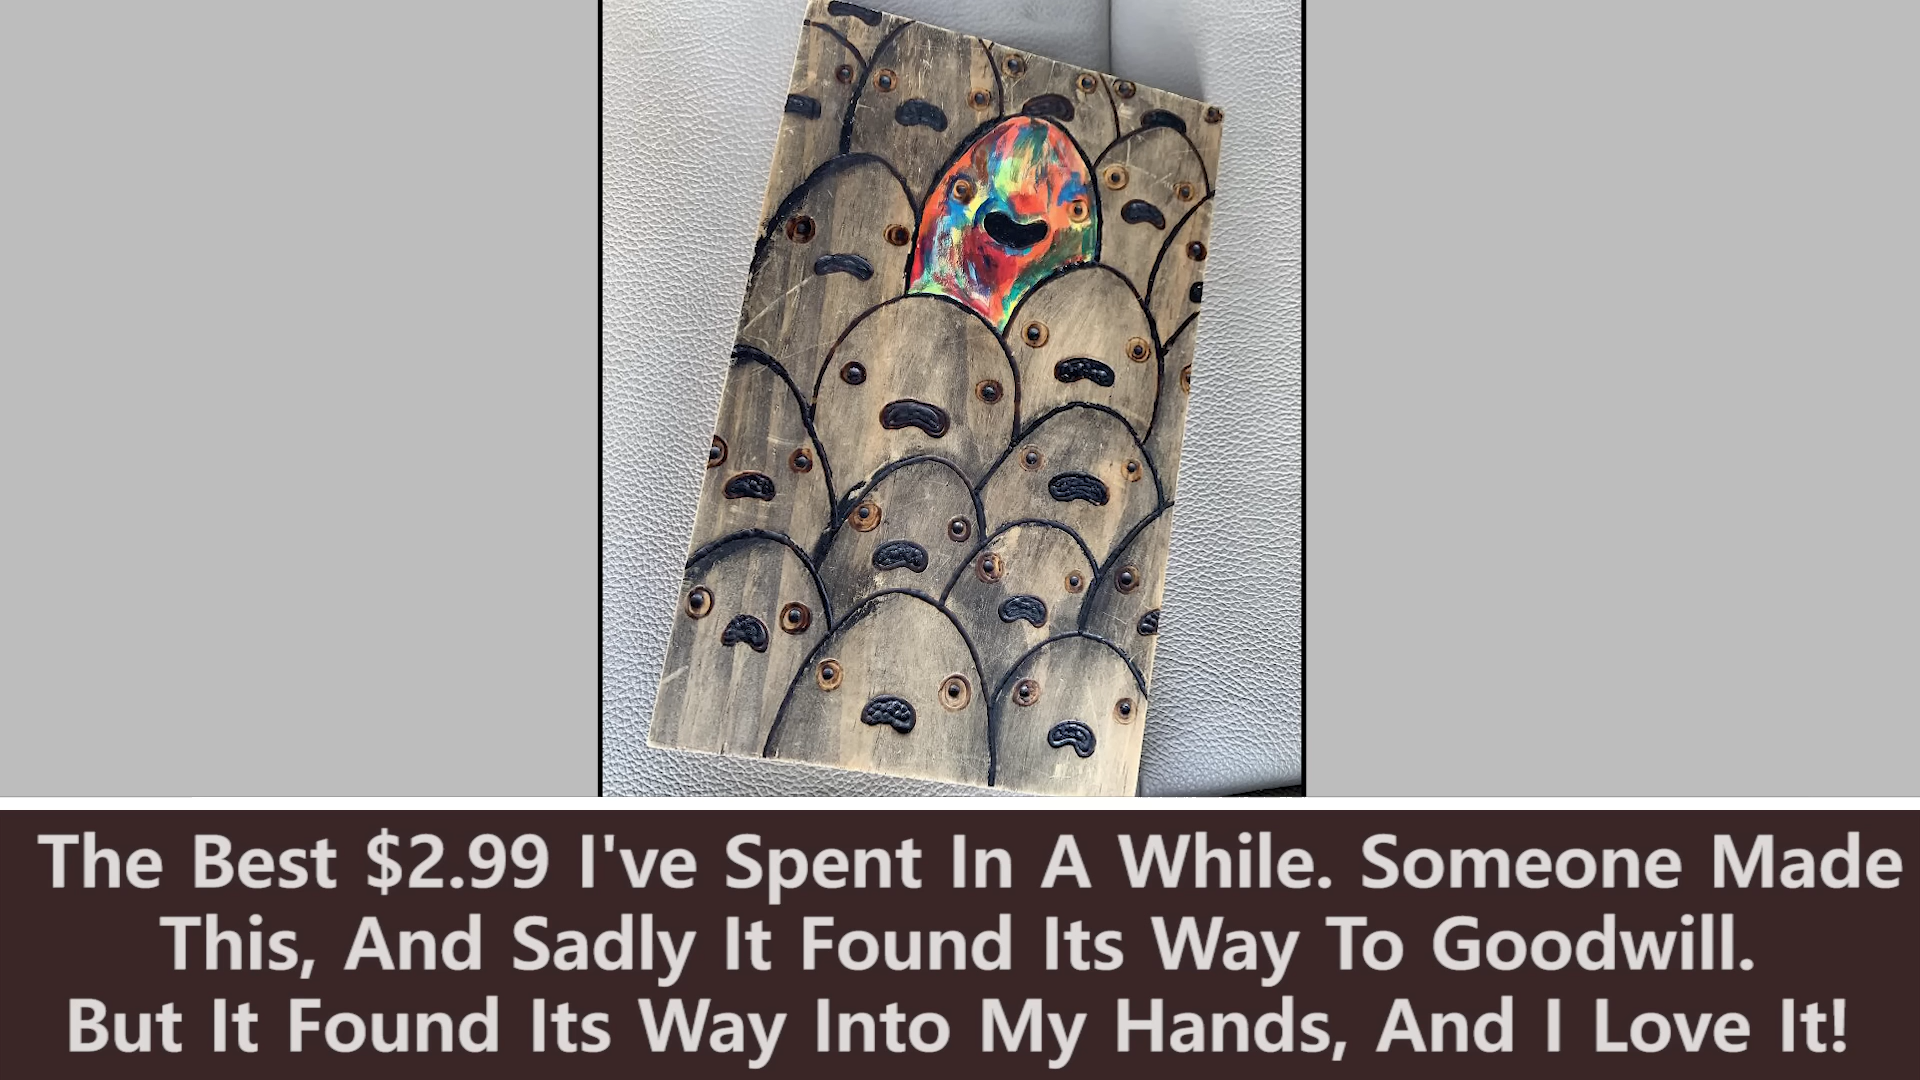 The Best $2.99 I've Spent In A While. Someone Made
This, And Sadly It Found Its Way To Goodwill.
But It Found Its Way Into My Hands, And I Love It!